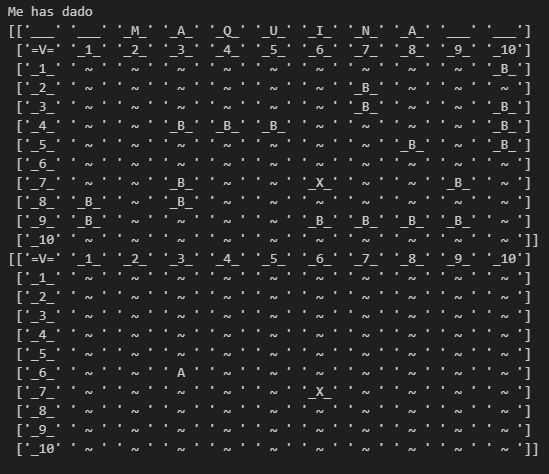 Me has dado
[['___' '___' '_M_' '_A_' '_Q_' '_U_' '_I_' '_N_' '_A_' '___' '___']
['=V=' '_1_' '_2_' '_3_' '_4_' '_5_' '_6_' '_7_' '_8_' '_9_' '_10']
['_1_' ' ~ ' ' ~ ' ' ~ ' ' ~ ' ' ~ ' ' ~ ' ' ~ ' ' ~ ' ' ~ ' '_B_']
['_2_' ' ~ ' ' ~ ' ' ~ ' ' ~ ' ' ~ ' ' ~ ' '_B_' ' ~ ' ' ~ ' ' ~ ']
['_3_' ' ~ ' ' ~ ' ' ~ ' ' ~ ' ' ~ ' ' ~ ' '_B_' ' ~ ' ' ~ ' '_B_']
['_4_' ' ~ ' ' ~ ' '_B_' '_B_' '_B_' ' ~ ' ' ~ ' ' ~ ' ' ~ ' '_B_']
['_5_' ' ~ ' ' ~ ' ' ~ ' ' ~ ' ' ~ ' ' ~ ' ' ~ ' '_B_' ' ~ ' '_B_']
['_6_' ' ~ ' ' ~ ' ' ~ ' ' ~ ' ' ~ ' ' ~ ' ' ~ ' ' ~ ' ' ~ ' ' ~ ']
['_7_' ' ~ ' ' ~ ' '_B_' ' ~ ' ' ~ ' '_X_' ' ~ ' ' ~ ' '_B_' ' ~ ']
['_8_' '_B_' ' ~ ' '_B_' ' ~ ' ' ~ ' ' ~ ' ' ~ ' ' ~ ' ' ~ ' ' ~ ']
['_9_' '_B_' ' ~ ' ' ~ ' ' ~ ' ' ~ ' '_B_' '_B_' '_B_' '_B_' ' ~ ']
['_10' ' ~ ' ' ~ ' ' ~ ' ' ~ ' ' ~ ' ' ~ ' ' ~ ' ' ~ ' ' ~ ' ' ~ ']]
[['=V=' '_1_' '_2_' '_3_' '_4_' '_5_' '_6_' '_7_' '_8_' '_9_' '_10']
['_1_' ' ~ ' ' ~ ' ' ~ ' ' ~ ' ' ~ ' ' ~ ' ' ~ ' ' ~ ' ' ~ ' ' ~ ']
['_2_' ' ~ ' ' ~ ' ' ~ ' ' ~ ' ' ~ ' ' ~ ' ' ~ ' ' ~ ' ' ~ ' ' ~ ']
['_3_' ' ~ ' ' ~ ' ' ~ ' ' ~ ' ' ~ ' ' ~ ' ' ~ ' ' ~ ' ' ~ ' ' ~ ']
['_4_' ' ~ ' ' ~ ' ' ~ ' ' ~ ' ' ~ ' ' ~ ' ' ~ ' ' ~ ' ' ~ ' ' ~ ']
['_5_' ' ~ ' ' ~ ' ' ~ ' ' ~ ' ' ~ ' ' ~ ' ' ~ ' ' ~ ' ' ~ ' ' ~ ']
['_6_' ' ~ ' ' ~ ' ' A ' ' ~ ' ' ~ ' ' ~ ' ' ~ ' ' ~ ' ' ~ ' ' ~ ']
['_7_' ' ~ ' ' ~ ' ' ~ ' ' ~ ' ' ~ ' '_X_' ' ~ ' ' ~ ' ' ~ ' ' ~ ']
['_8_' ' ~ ' ' ~ ' ' ~ ' ' ~ ' ' ~ ' ' ~ ' ' ~ ' ' ~ ' ' ~ ' ' ~ ']
['_9_' ' ~ ' ' ~ ' ' ~ ' ' ~ ' ' ~ ' ' ~ ' ' ~ ' ' ~ ' ' ~ ' ' ~ ']
['_10' ' ~ ' ' ~ ' ' ~ ' ' ~ ' ' ~ ' ' ~ ' ' ~ ' ' ~ ' ' ~ ' ' ~ ']]